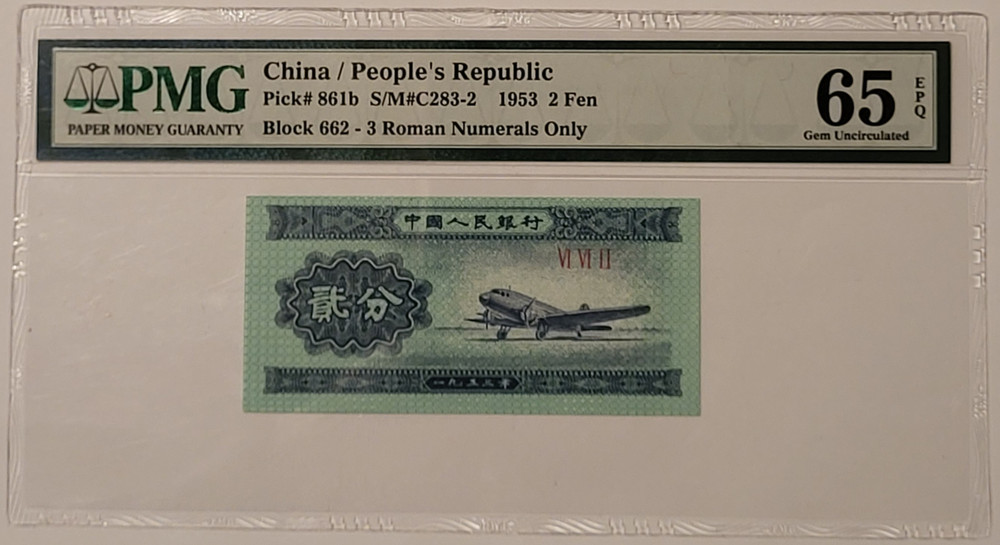 PMG
PAPER MONEY GUARANTY
China / People's Republic
Pick# 861b S/M#C283-2 1953 2 Fen
Block 662 - 3 Roman Numerals Only
65 EPQ
Gem Uncirculated
中國人民銀行
VI VI II
貳分
一九五三年